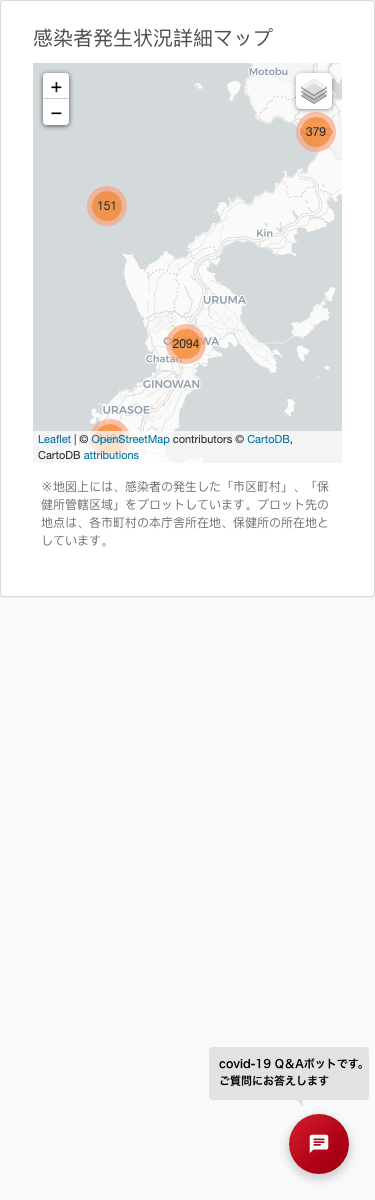 感染者発生状況詳細マップ
Motobu
+
−
379
151
Kin
URUMA
2094
Chatan
GINOWAN
URASOE
Leaflet | © OpenStreetMap contributors © CartoDB,
CartoDB attributions
※地図上には、感染者の発生した「市区町村」、「保
健所管轄区域」をプロットしています。プロット先の
地点は、各市町村の本庁舎所在地、保健所の所在地と
しています。
covid-19 Q&Aボットです。
ご質問にお答えします